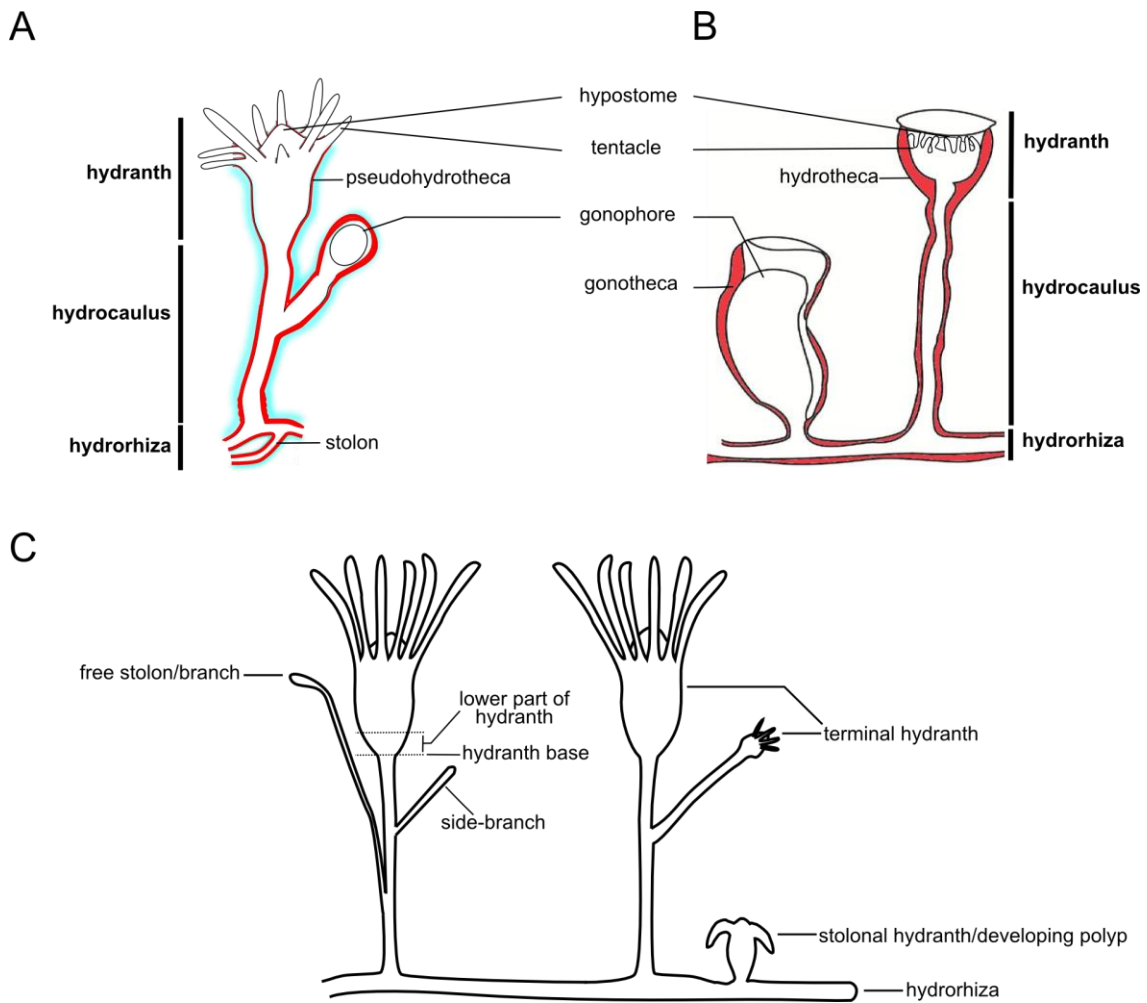 A
B
hypostome
hydranth
tentacle
hydranth
pseudohydrotheca
hydrotheca
gonophore
gonotheca
hydrocaulus
hydrocaulus
hydrorhiza
stolon
hydrorhiza
C
free stolon/branch
lower part of
hydranth
hydranth base
side-branch
terminal hydranth
stolonal hydranth/developing polyp
hydrorhiza